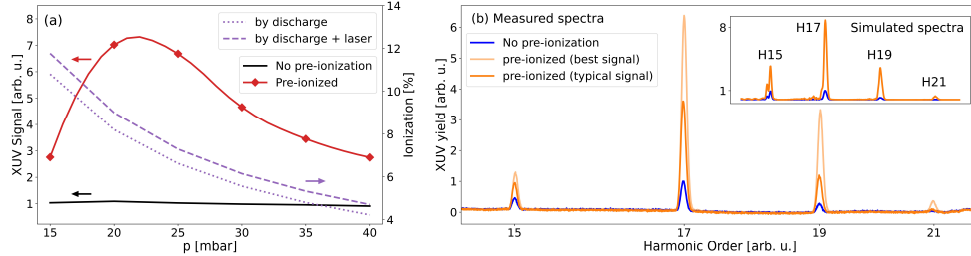 (a)
by discharge
by discharge + laser
No pre-ionization
Pre-ionized
XUV Signal [arb. u.]
8
7
6
5
4
3
2
1
14
12
10
8
6
4
Ionization [%]
15 20 25 30 35 40
p [mbar]
(b) Measured spectra
No pre-ionization
pre-ionized (best signal)
pre-ionized (typical signal)
XUV yield [arb. u.]
6
5
4
3
2
1
0
15 17 19 21
Harmonic Order [arb. u.]
Simulated spectra
H17
H15
H19
H21
8
1